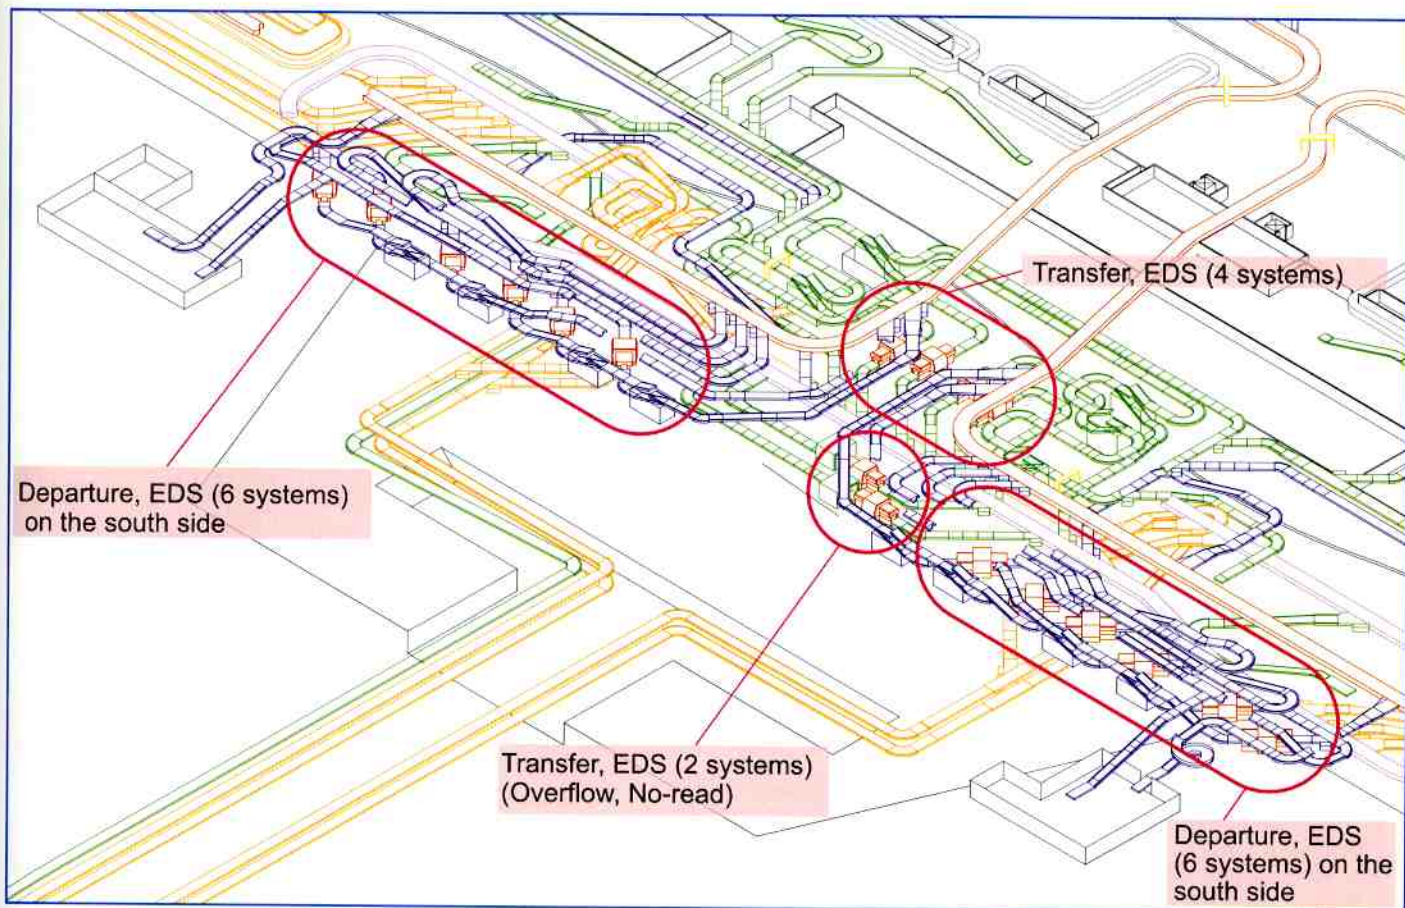 Transfer, EDS (4 systems)
Departure, EDS (6 systems)
on the south side
Transfer, EDS (2 systems)
(Overflow, No-read)
Departure, EDS
(6 systems) on the
south side